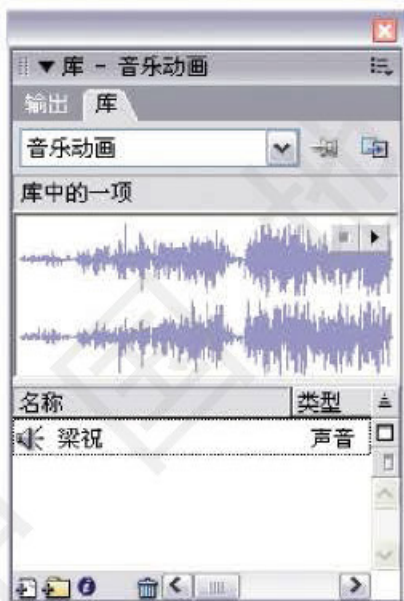 库 - 音乐动画
输出 库
音乐动画
库中的一项
名称 类型
梁祝 声音